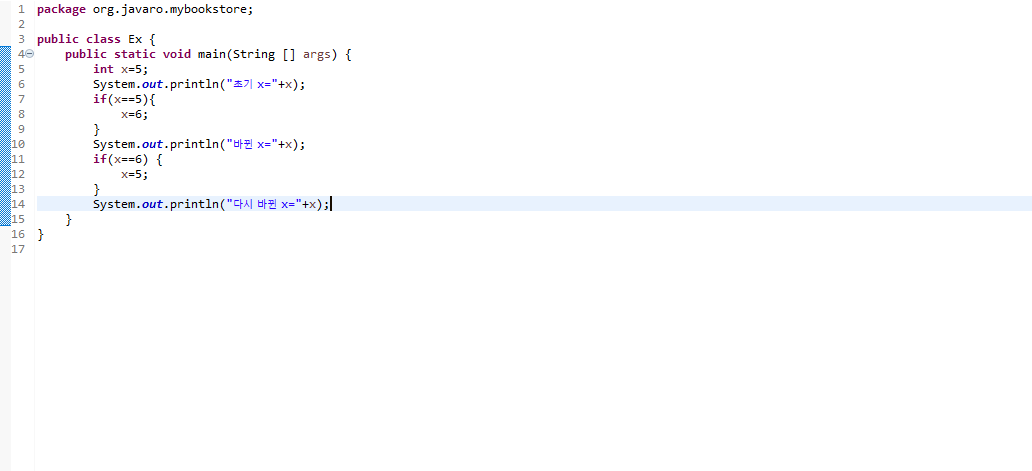 1 package org.javaro.mybookstore;
2
3 public class Ex {
4 public static void main(String [] args) {
5 int x=5;
6 System.out.println("초기 x="+x);
7 if(x==5){
8 x=6;
9 }
10 System.out.println("바뀐 x="+x);
11 if(x==6) {
12 x=5;
13 }
14 System.out.println("다시 바뀐 x="+x);
15 }
16 }
17